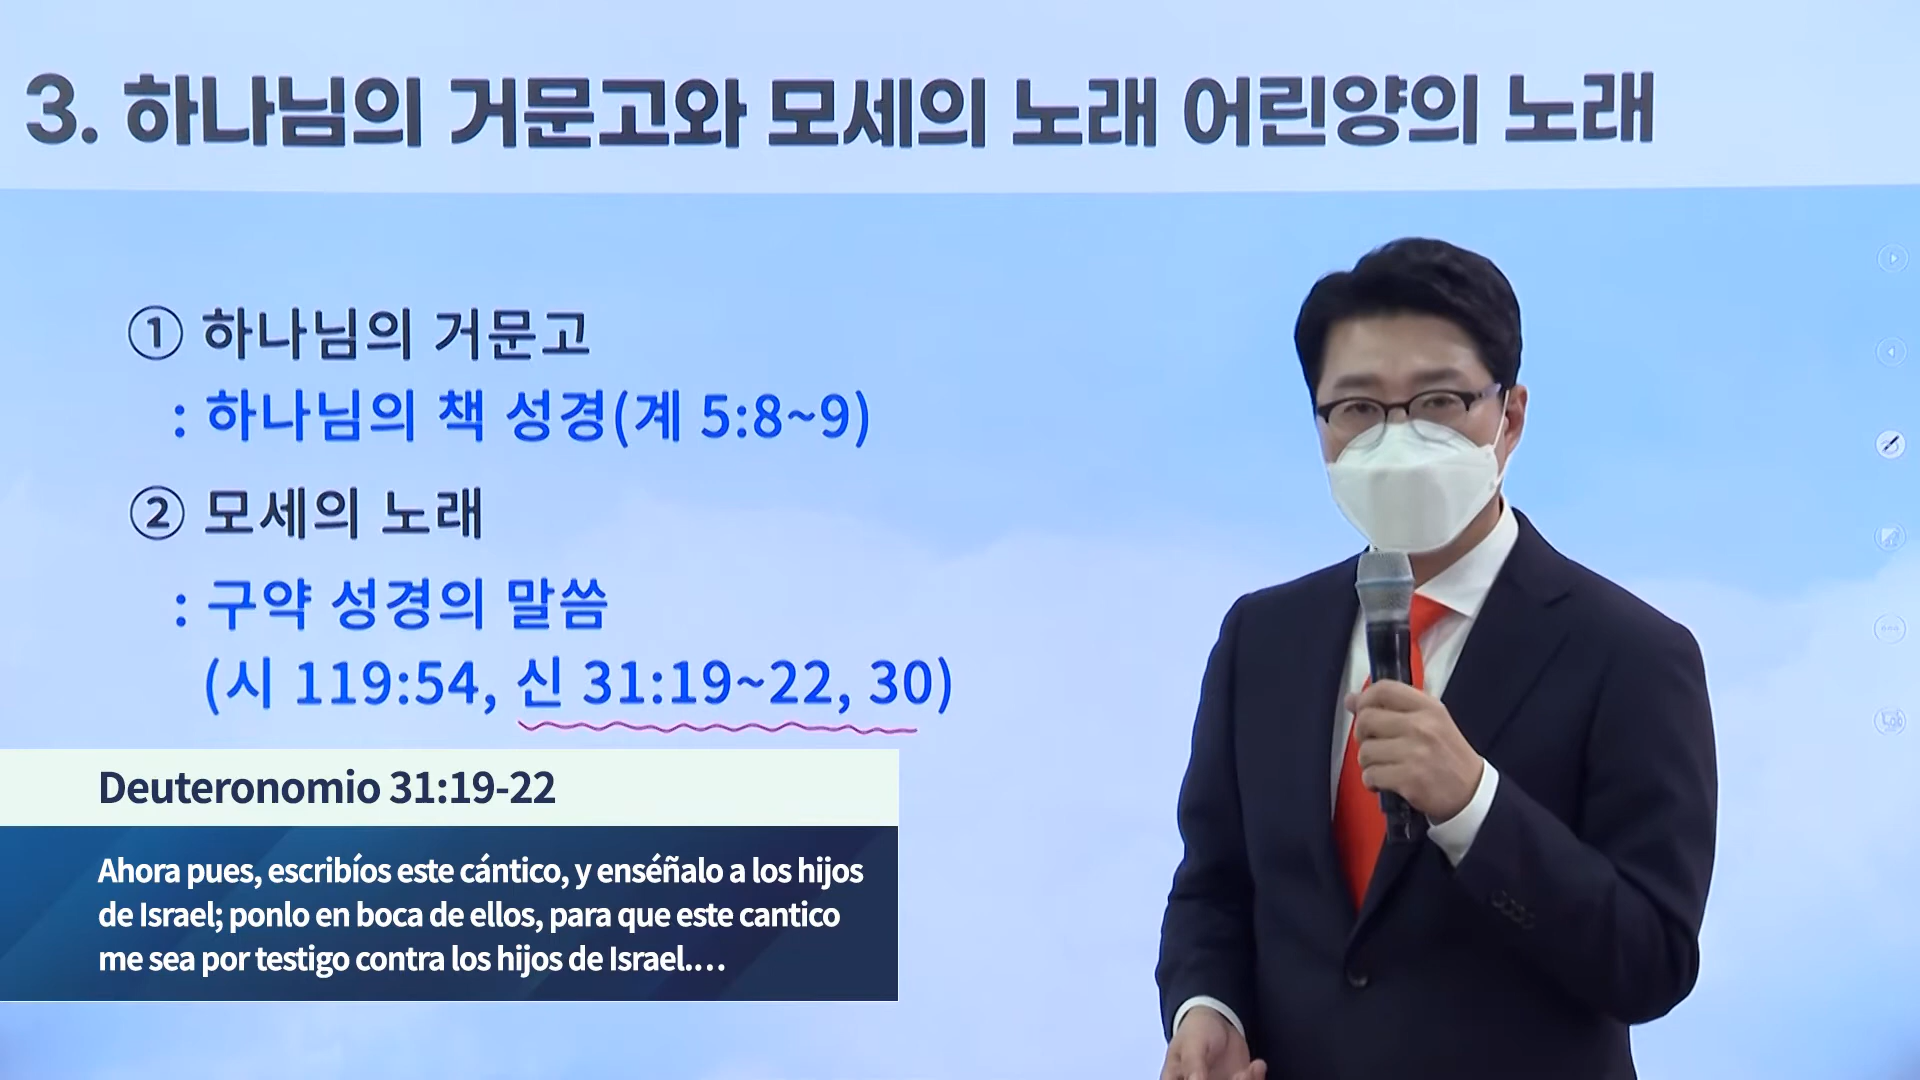 3. 하나님의 거문고와 모세의 노래 어린양의 노래
① 하나님의 거문고
: 하나님의 책 성경(계 5:8~9)
② 모세의 노래
: 구약 성경의 말씀
(시 119:54, 신 31:19~22, 30)
Deuteronomio 31:19-22
Ahora pues, escribíos este cántico, y enséñalo a los hijos
de Israel; ponlo en boca de ellos, para que este cantico
me sea por testigo contra los hijos de Israel.…